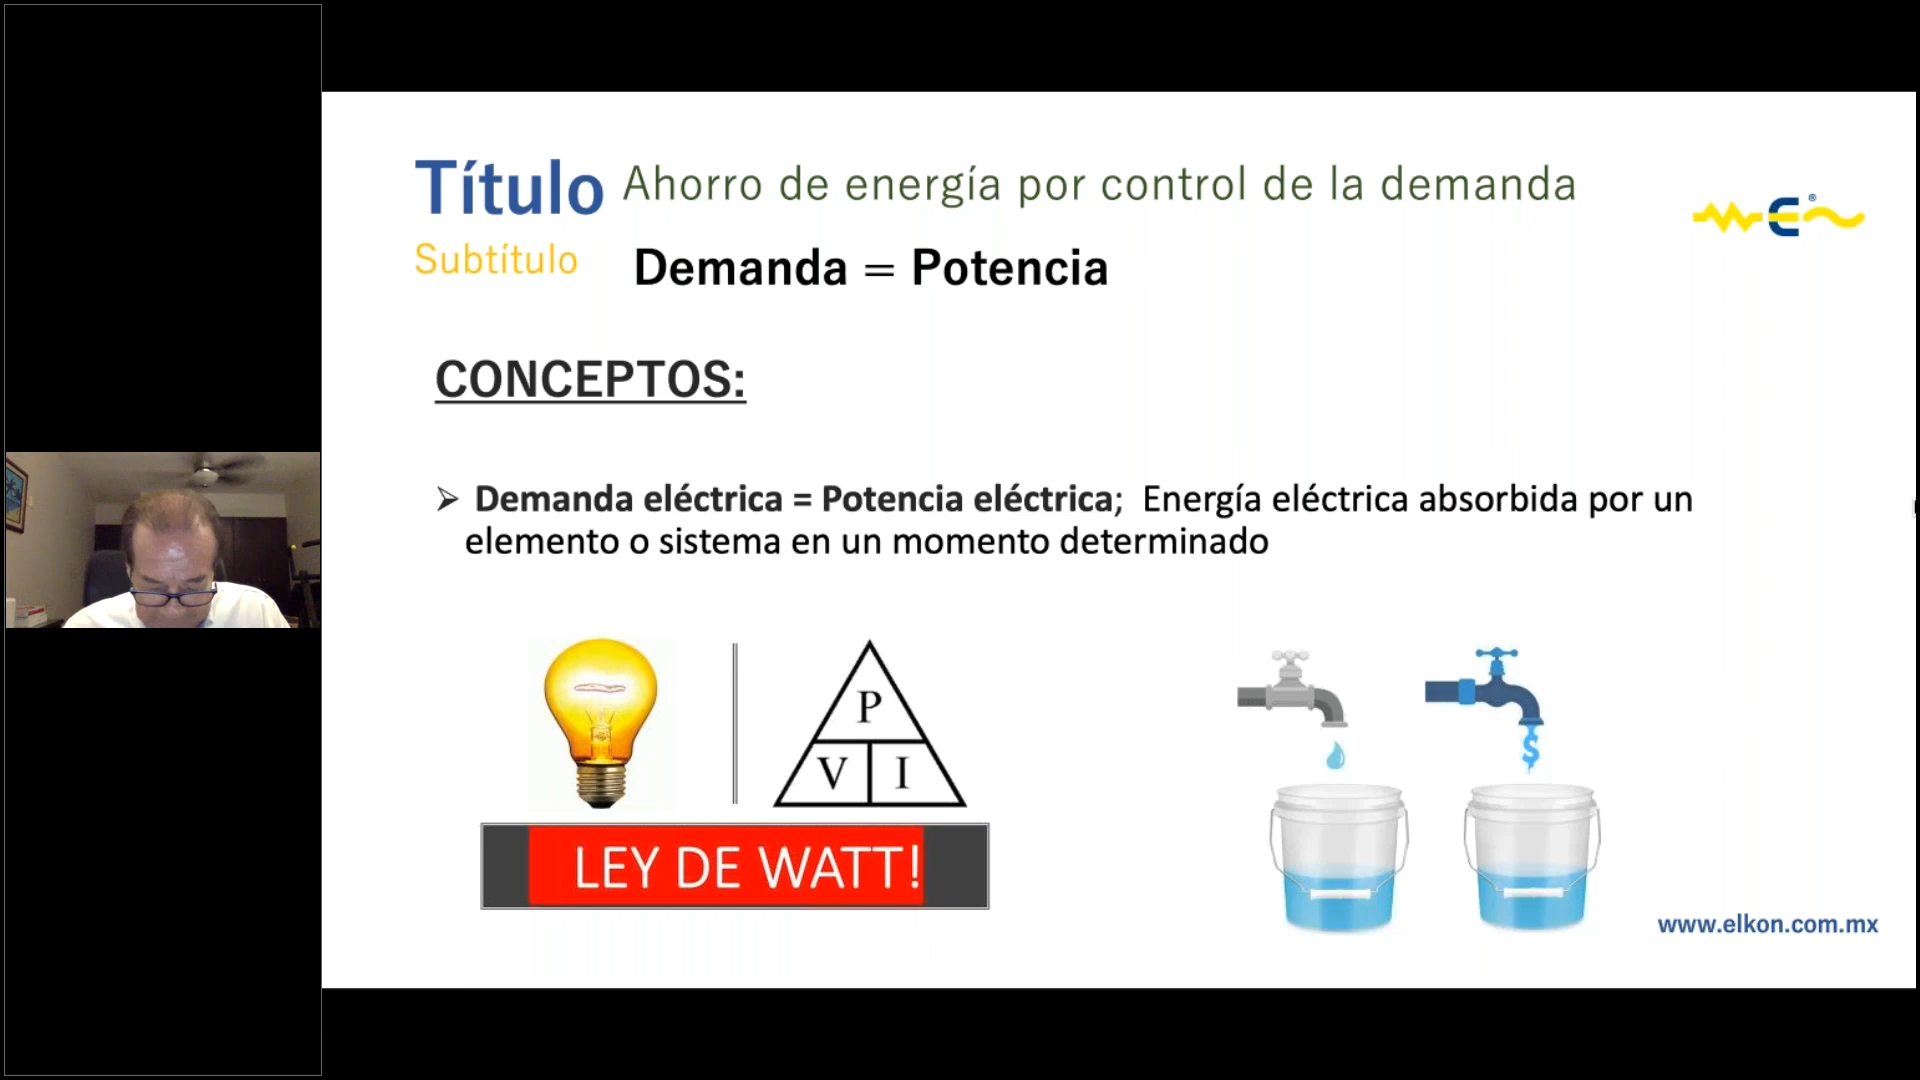 Título Ahorro de energía por control de la demanda
Subtítulo Demanda = Potencia
CONCEPTOS:
➢ Demanda eléctrica = Potencia eléctrica; Energía eléctrica absorbida por un
elemento o sistema en un momento determinado
P
V I
LEY DE WATT!
$
E®
www.elkon.com.mx